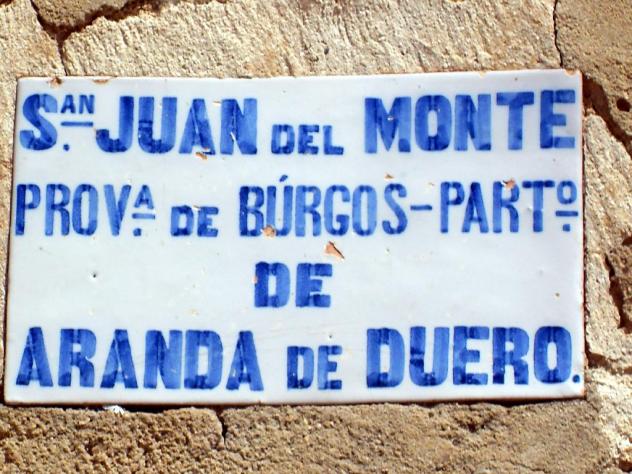 SAN JUAN DEL MONTE
PROVA. DE BÚRGOS-PARTO.
DE
ARANDA DE DUERO.